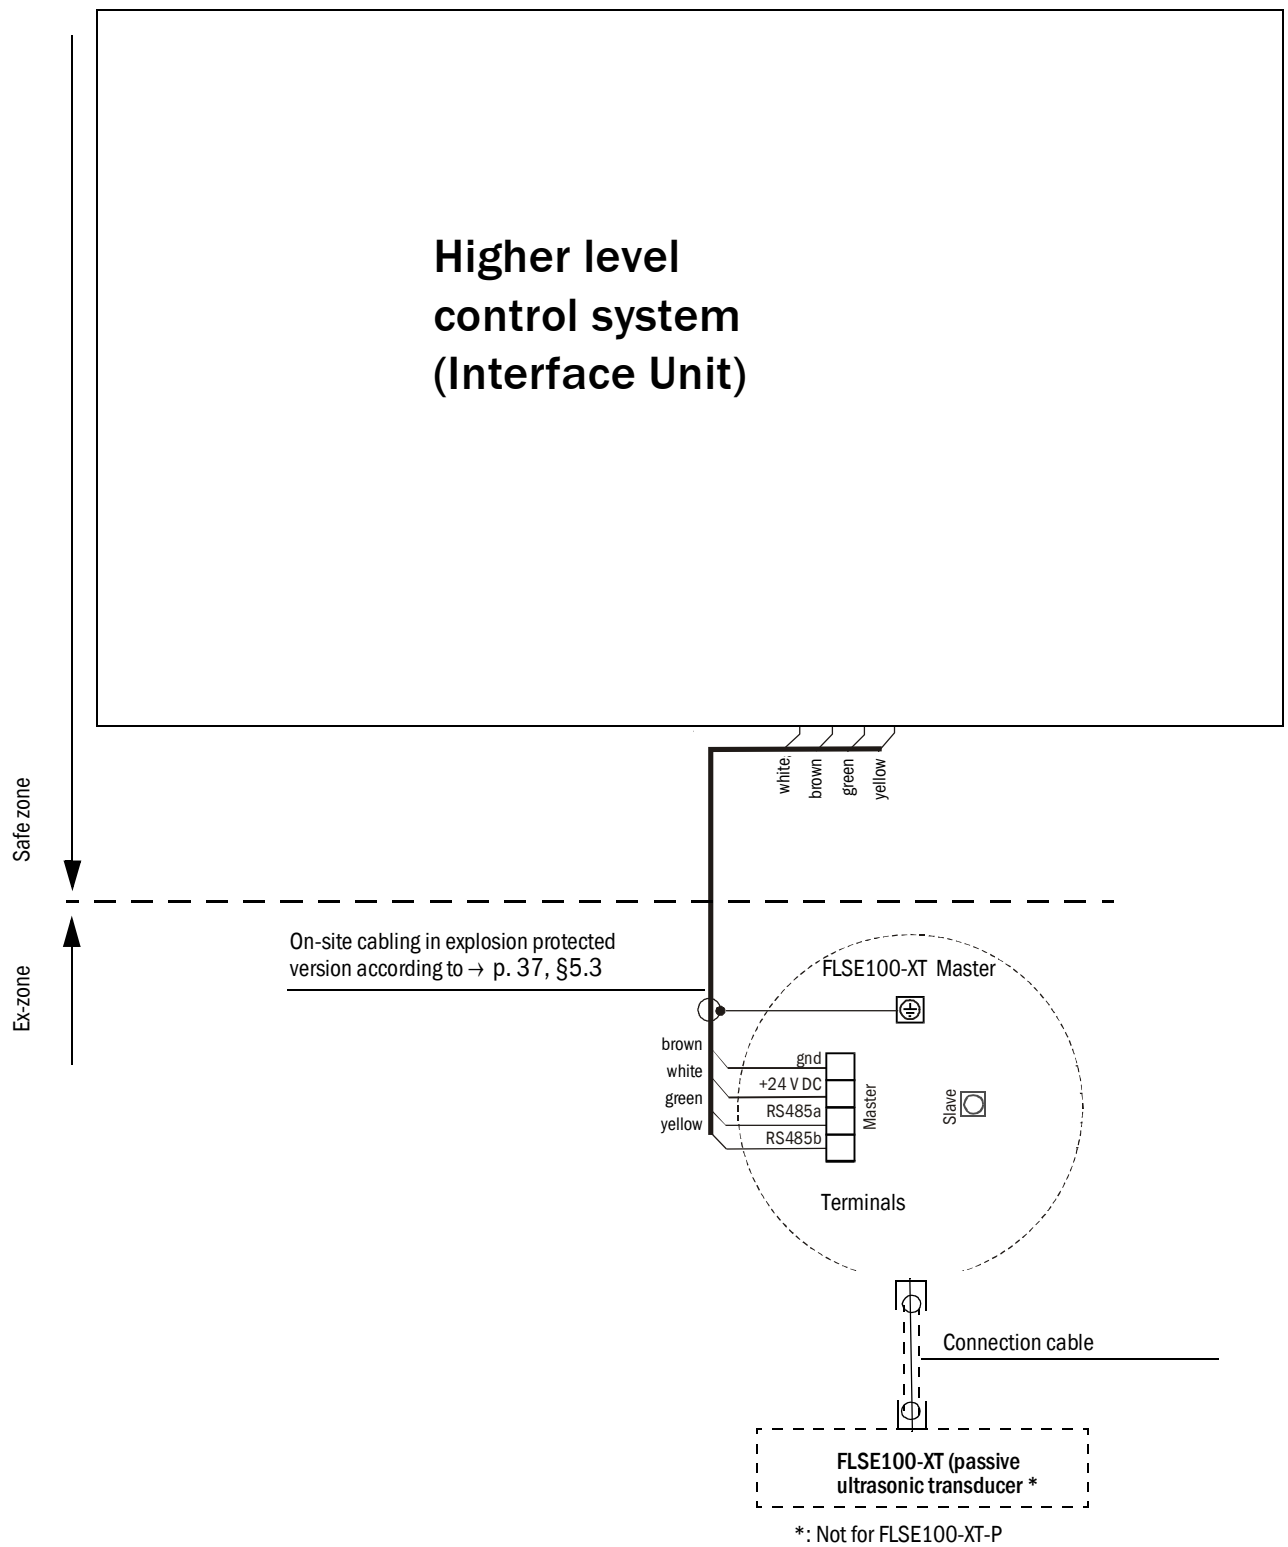 Higher level
control system
(Interface Unit)
white
brown
green
yellow
Safe zone
Ex-zone
On-site cabling in explosion protected
version according to → p. 37, §5.3
FLSE100-XT Master
brown
white
green
yellow
gnd
+24 V DC
RS485a
RS485b
Master
Slave
Terminals
Connection cable
FLSE100-XT (passive
ultrasonic transducer *
*: Not for FLSE100-XT-P